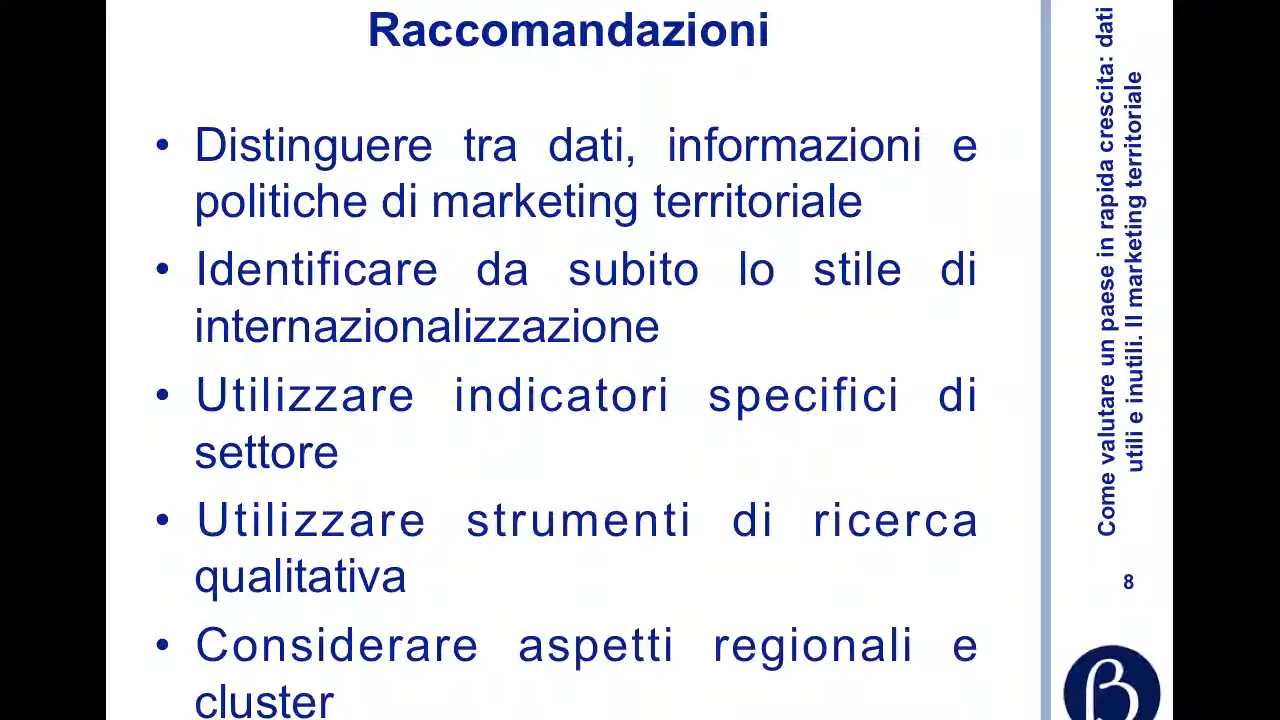 Raccomandazioni
• Distinguere tra dati, informazioni e
politiche di marketing territoriale
• Identificare da subito lo stile di
internazionalizzazione
• Utilizzare indicatori specifici di
settore
• Utilizzare strumenti di ricerca
qualitativa
• Considerare aspetti regionali e
cluster
Come valutare un paese in rapida crescita: dati
utili e inutili. Il marketing territoriale
8
β